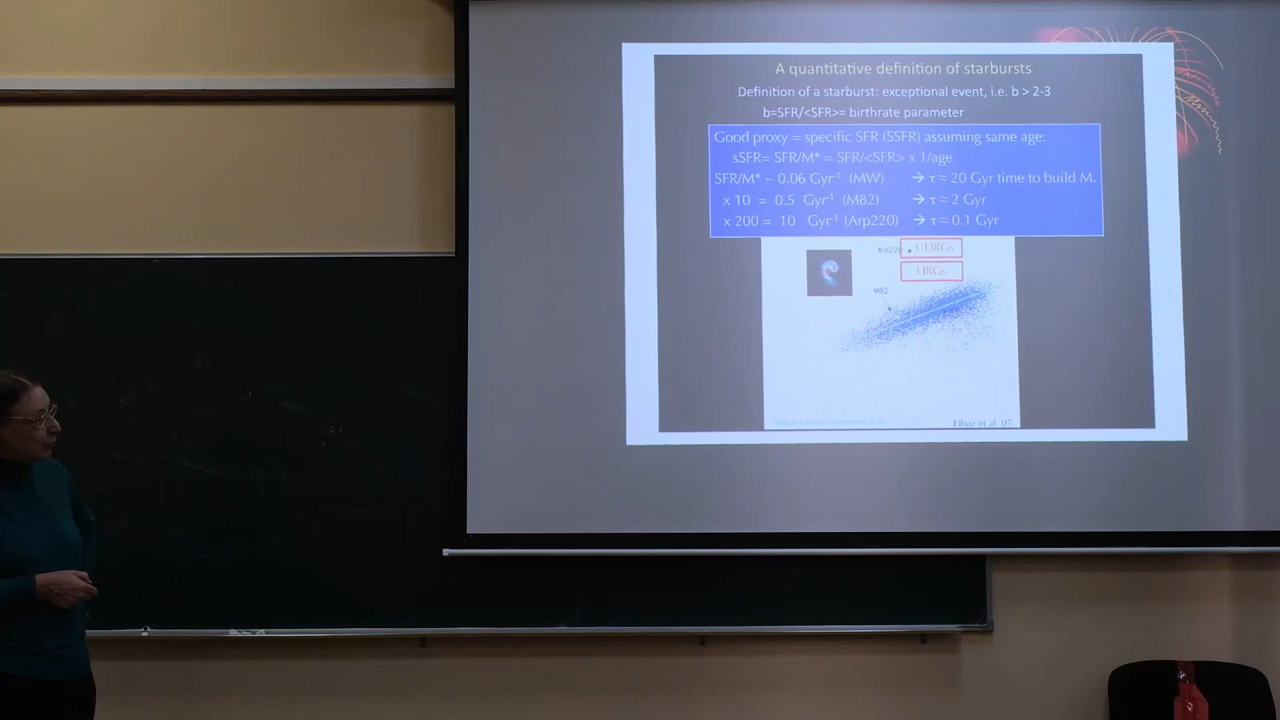 A quantitative definition of starbursts
Definition of a starburst: exceptional event, i.e. b > 2-3
b=SFR/<SFR>= birthrate parameter
Good proxy = specific SFR (SSFR) assuming same age:
sSFR= SFR/M* = SFR/<SFR> x 1/age
SFR/M* ~ 0.06 Gyr⁻¹ (MW) → τ ≈ 20 Gyr time to build M*
x 10 = 0.5 Gyr⁻¹ (M82) → τ ≈ 2 Gyr
x 200 = 10 Gyr⁻¹ (Arp220) → τ ≈ 0.1 Gyr
Arp220 ULIRGs
LIRGs
M82
Elbaz et al. 07